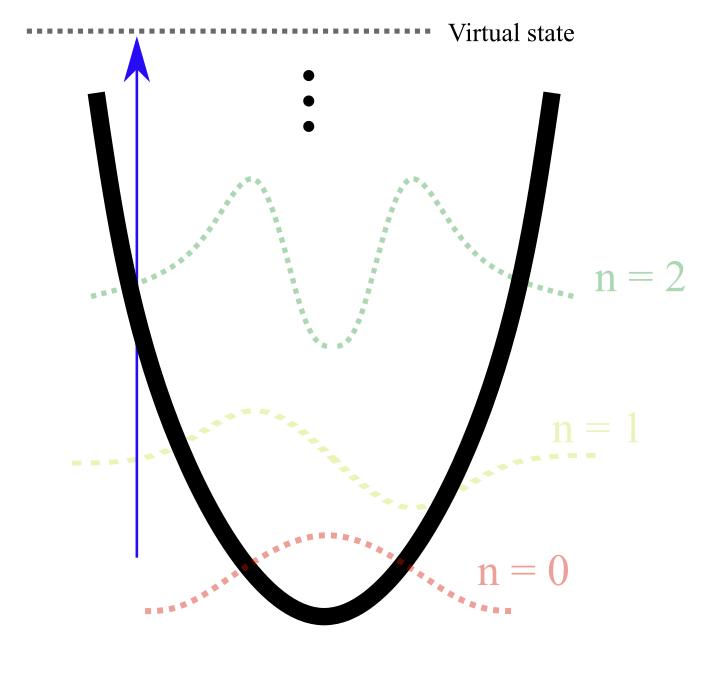 Virtual state
n = 2
n = 1
n = 0